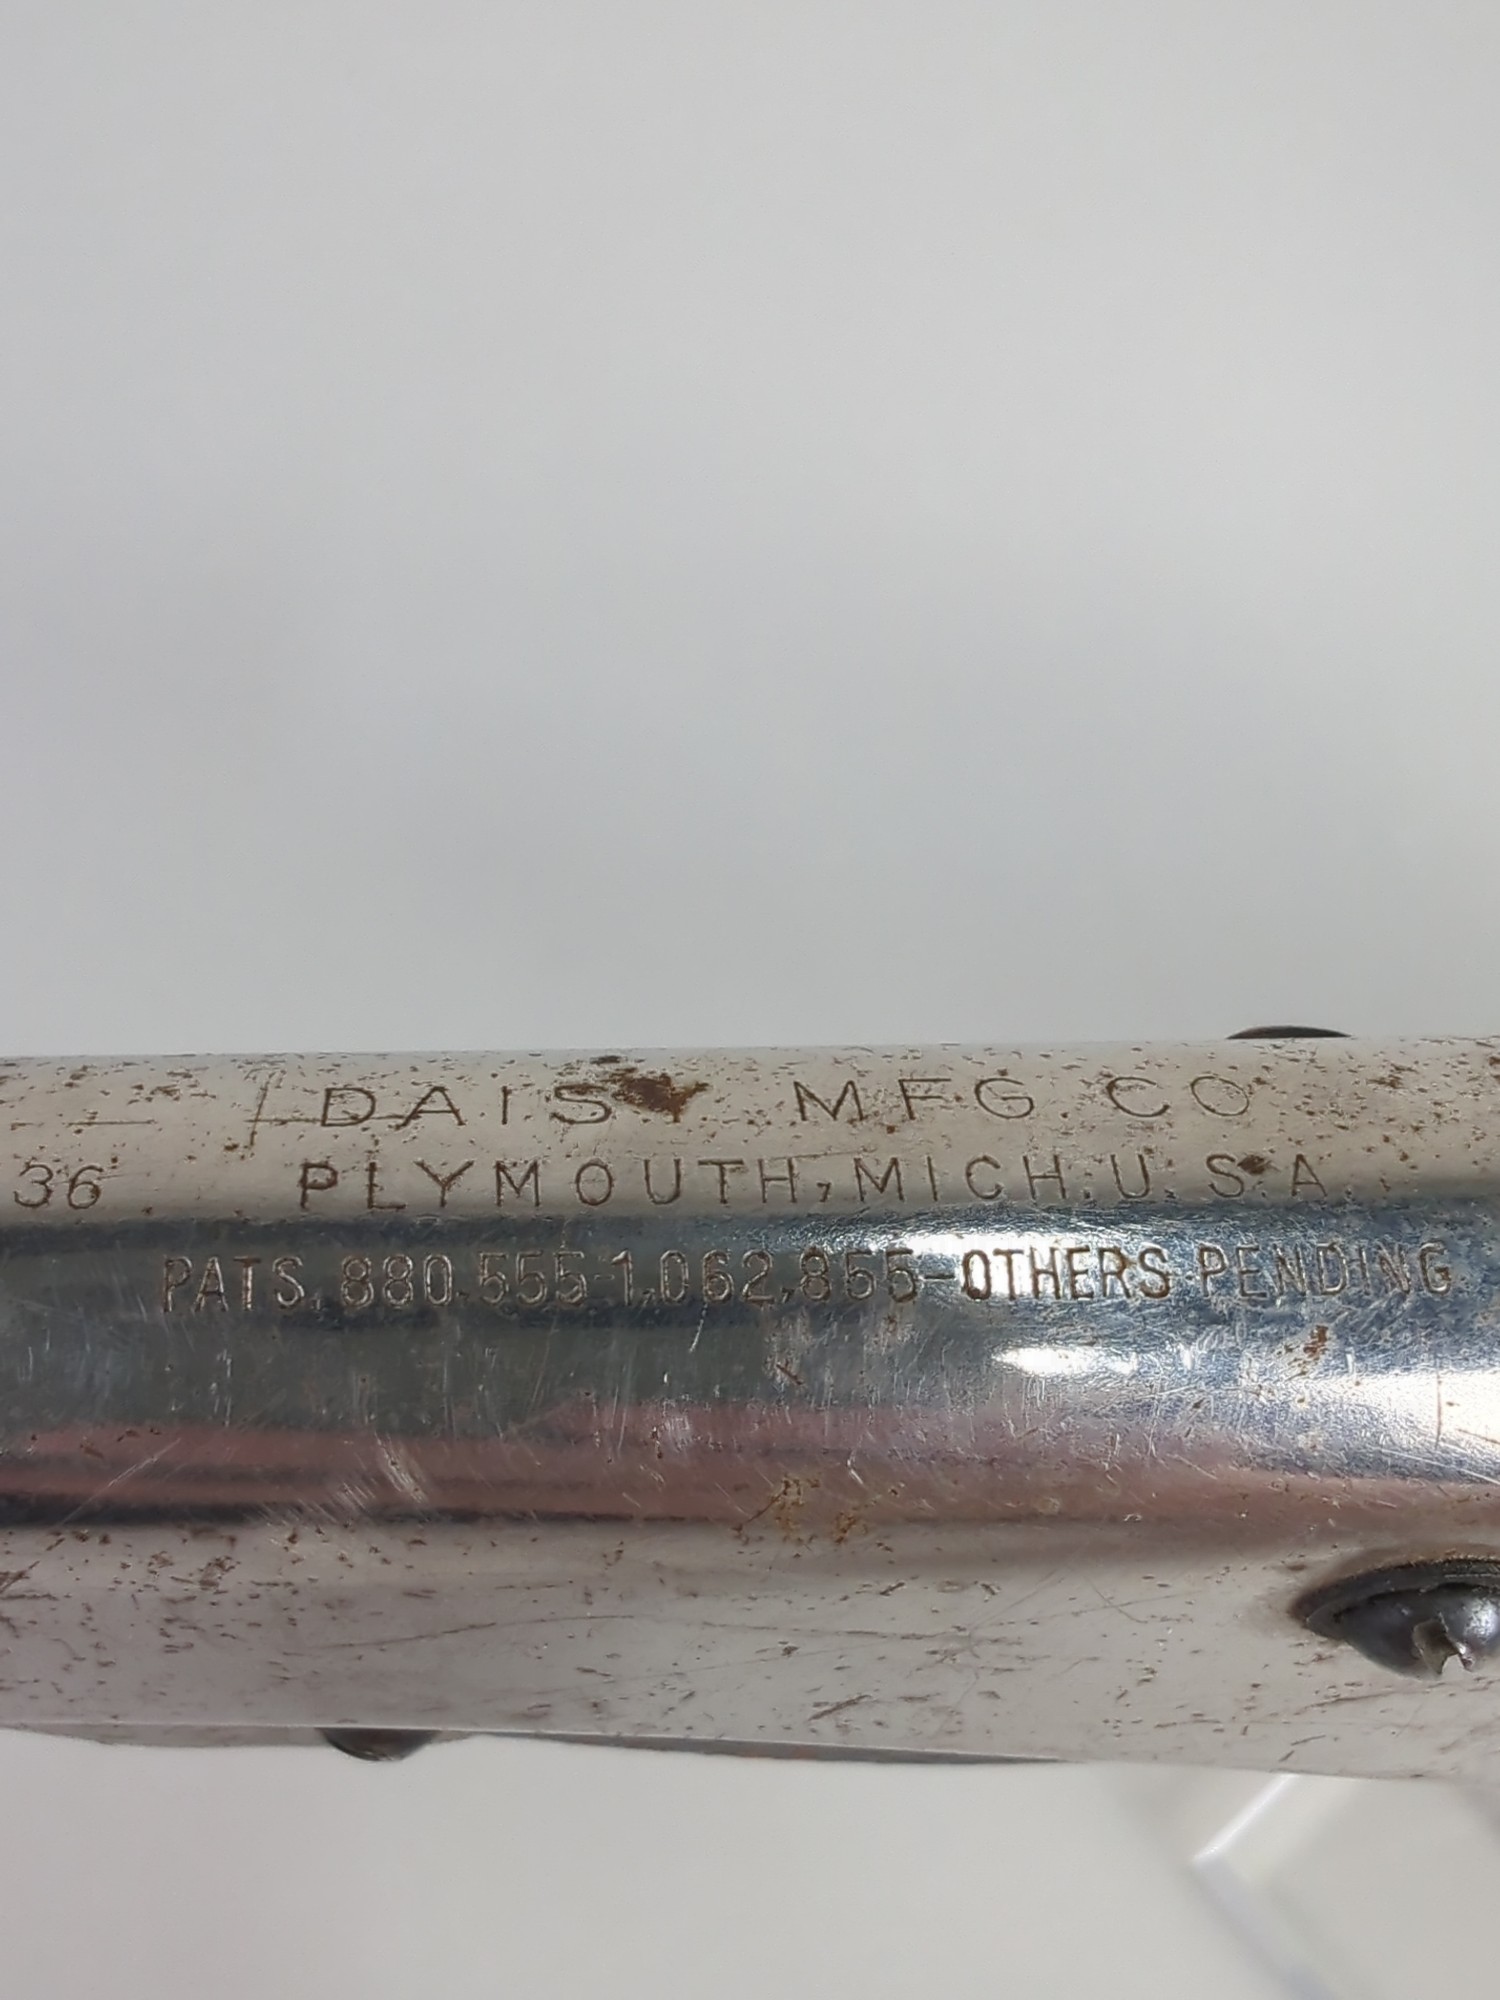 DAISY MFG. CO
36 PLYMOUTH, MICH. U. S. A.
PATS. 880,555-1,062,855-OTHERS PENDING